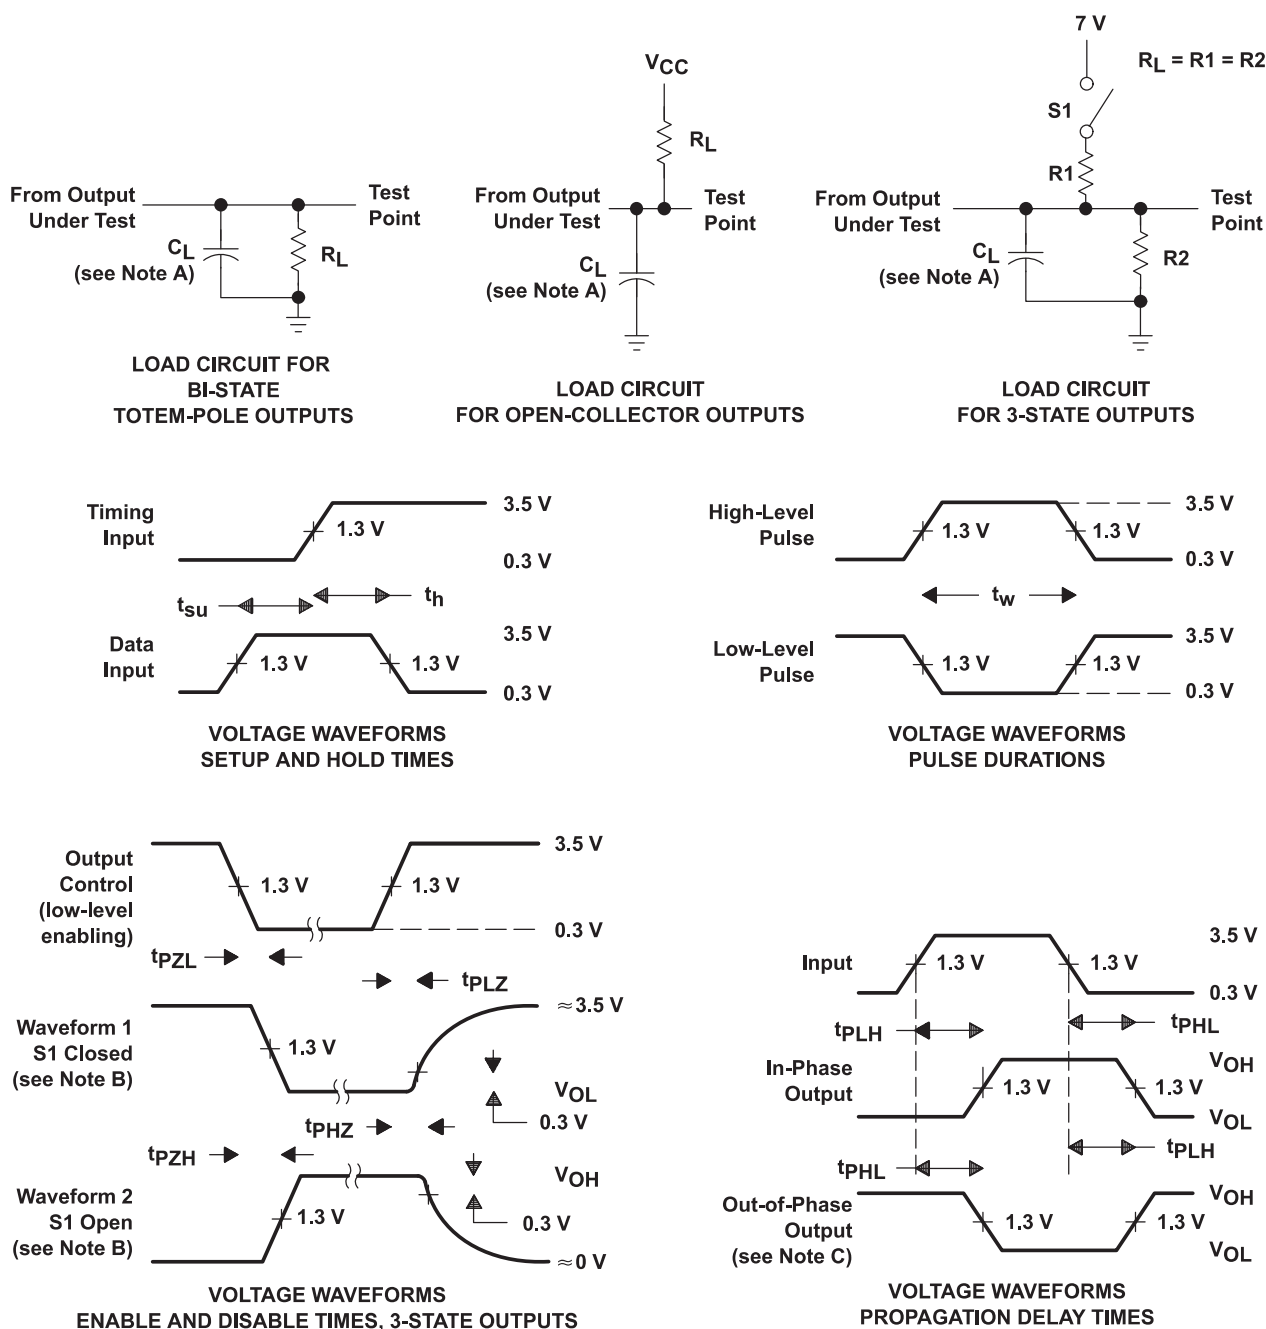 7 V
RL = R1 = R2
S1
R1
From Output
Under Test
Test
Point
CL
(see Note A)
R2
LOAD CIRCUIT
FOR 3-STATE OUTPUTS
VCC
RL
From Output
Under Test
Test
Point
CL
(see Note A)
LOAD CIRCUIT
FOR OPEN-COLLECTOR OUTPUTS
From Output
Under Test
Test
Point
CL
(see Note A)
RL
LOAD CIRCUIT FOR
BI-STATE
TOTEM-POLE OUTPUTS
Timing
Input
1.3 V
3.5 V
0.3 V
tsu
th
Data
Input
1.3 V
1.3 V
3.5 V
0.3 V
VOLTAGE WAVEFORMS
SETUP AND HOLD TIMES
High-Level
Pulse
1.3 V
1.3 V
3.5 V
0.3 V
tw
Low-Level
Pulse
1.3 V
1.3 V
3.5 V
0.3 V
VOLTAGE WAVEFORMS
PULSE DURATIONS
Output
Control
(low-level
enabling)
1.3 V
1.3 V
3.5 V
0.3 V
tPZL
tPLZ
Waveform 1
S1 Closed
(see Note B)
1.3 V
≈3.5 V
VOL
0.3 V
tPHZ
tPZH
Waveform 2
S1 Open
(see Note B)
1.3 V
VOH
0.3 V
≈0 V
VOLTAGE WAVEFORMS
ENABLE AND DISABLE TIMES, 3-STATE OUTPUTS
Input
1.3 V
1.3 V
3.5 V
0.3 V
tPLH
tPHL
In-Phase
Output
1.3 V
1.3 V
VOH
VOL
tPHL
tPLH
Out-of-Phase
Output
(see Note C)
1.3 V
1.3 V
VOH
VOL
VOLTAGE WAVEFORMS
PROPAGATION DELAY TIMES